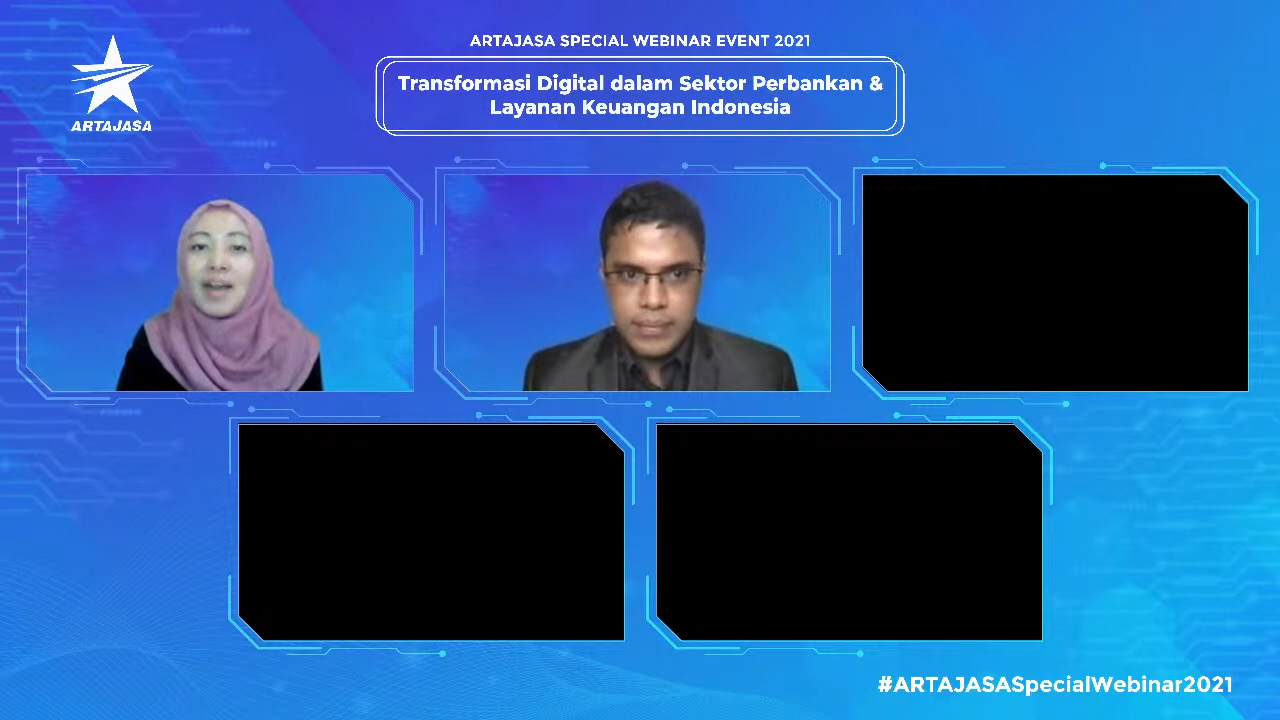 ARTAJASA SPECIAL WEBINAR EVENT 2021
Transformasi Digital dalam Sektor Perbankan &
Layanan Keuangan Indonesia
ARTAJASA
#ARTAJASASpecialWebinar2021